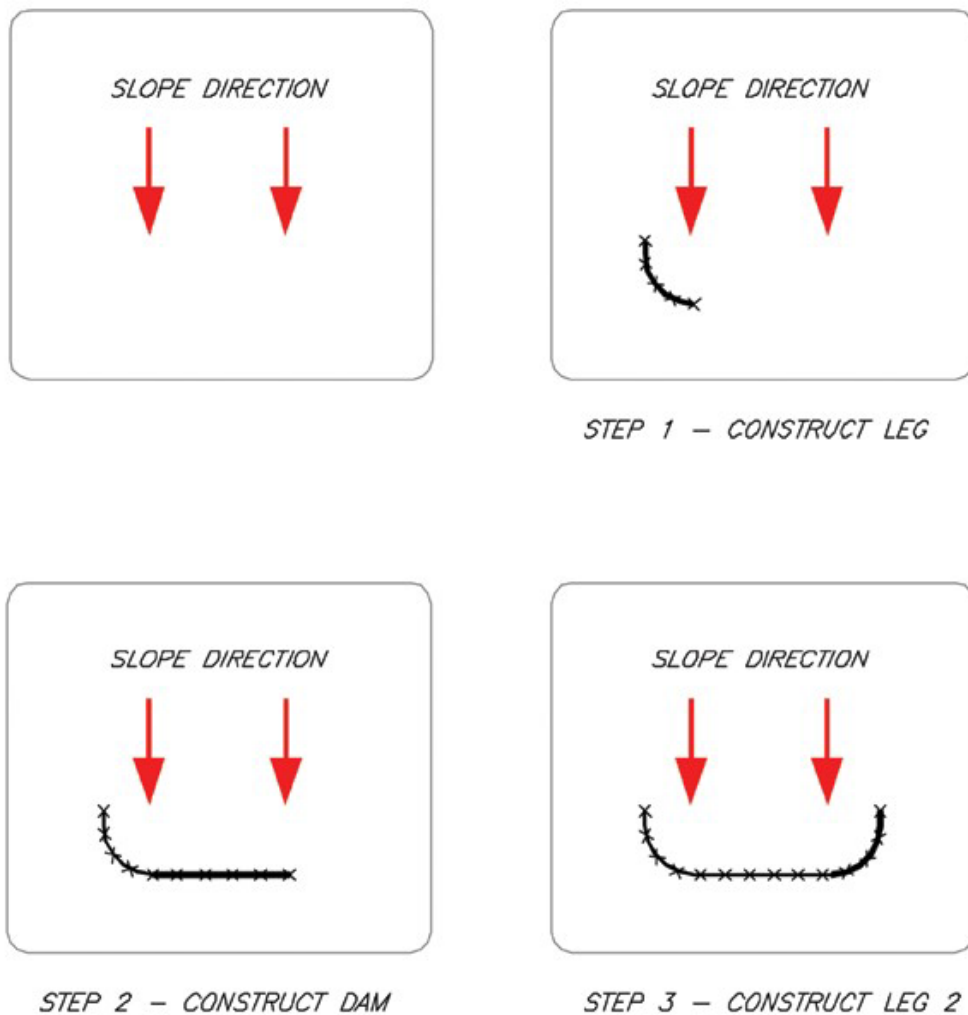 SLOPE DIRECTION
SLOPE DIRECTION
STEP 1 – CONSTRUCT LEG
SLOPE DIRECTION
SLOPE DIRECTION
STEP 2 – CONSTRUCT DAM
STEP 3 – CONSTRUCT LEG 2